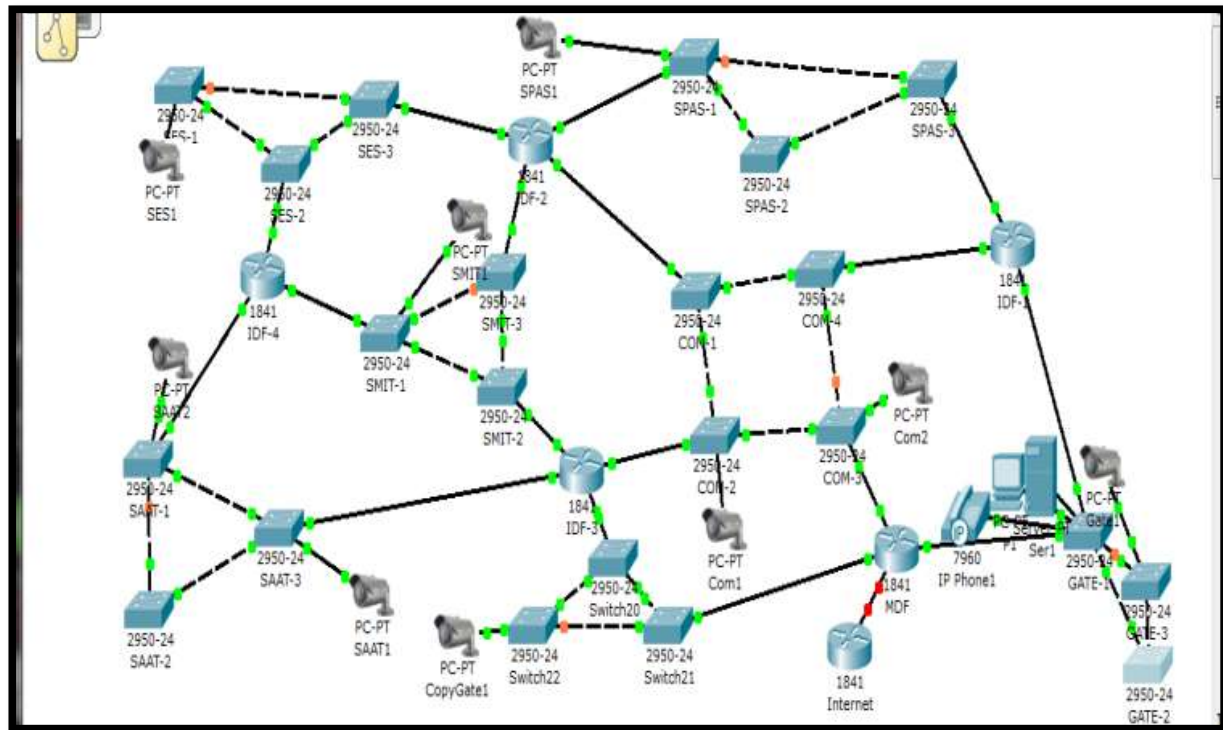 PC-PT
SPAS1
2950-24
SPAS-1
2950-24
SPAS-3
2950-24
SES-1
2950-24
SES-3
1841
IDF-2
PC-PT
SES1
2950-24
SES-2
2950-24
SPAS-2
PC-PT
SMIT1
1841
IDF-1
2950-24
SMIT-3
1841
IDF-4
2950-24
COM-1
2950-24
COM-4
2950-24
SMIT-1
PC-PT
SAAT2
2950-24
SMIT-2
PC-PT
Com2
2950-24
SAAT-1
2950-24
COM-2
2950-24
COM-3
1841
IDF-3
PC-PT
Gate1
Ser1
P1
IP
7960
IP Phone1
2950-24
GATE-1
2950-24
SAAT-3
PC-PT
Com1
1841
MDF
2950-24
Switch20
2950-24
GATE-3
2950-24
SAAT-2
PC-PT
SAAT1
PC-PT
CopyGate1
2950-24
Switch22
2950-24
Switch21
1841
Internet
2950-24
GATE-2